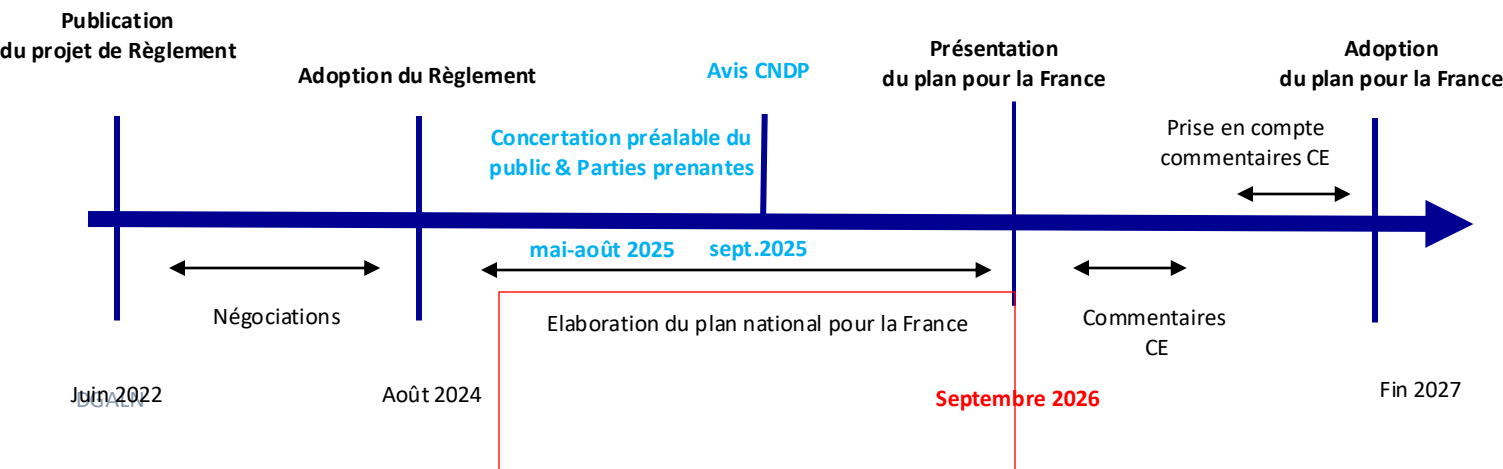 Publication
du projet de Règlement
Adoption du Règlement
Avis CNDP
Présentation
du plan pour la France
Adoption
du plan pour la France
Concertation préalable du
public & Parties prenantes
Prise en compte
commentaires CE
mai-août 2025
sept.2025
Négociations
Elaboration du plan national pour la France
Commentaires
CE
Juin 2022
DGALN
Août 2024
Septembre 2026
Fin 2027